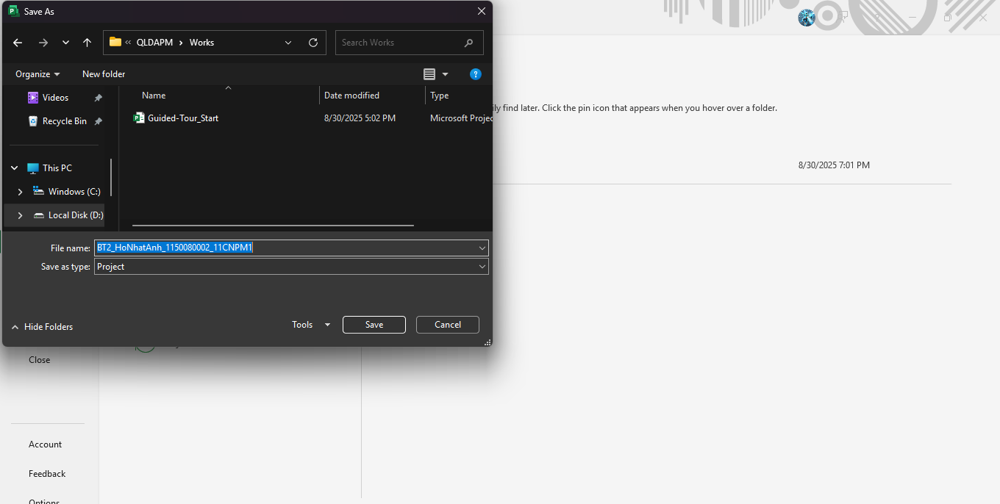 Save As
QLDAPM
Works
Search Works
Organize
New folder
Videos
Recycle Bin
This PC
Windows (C:)
Local Disk (D:)
Name
Date modified
Type
Guided-Tour_Start
8/30/2025 5:02 PM
Microsoft Projec
ily find later. Click the pin icon that appears when you hover over a folder.
8/30/2025 7:01 PM
File name:
BT2_HoNhatAnh_1150080002_11CNPM1
Save as type:
Project
Hide Folders
Tools
Save
Cancel
Close
Account
Feedback
Options